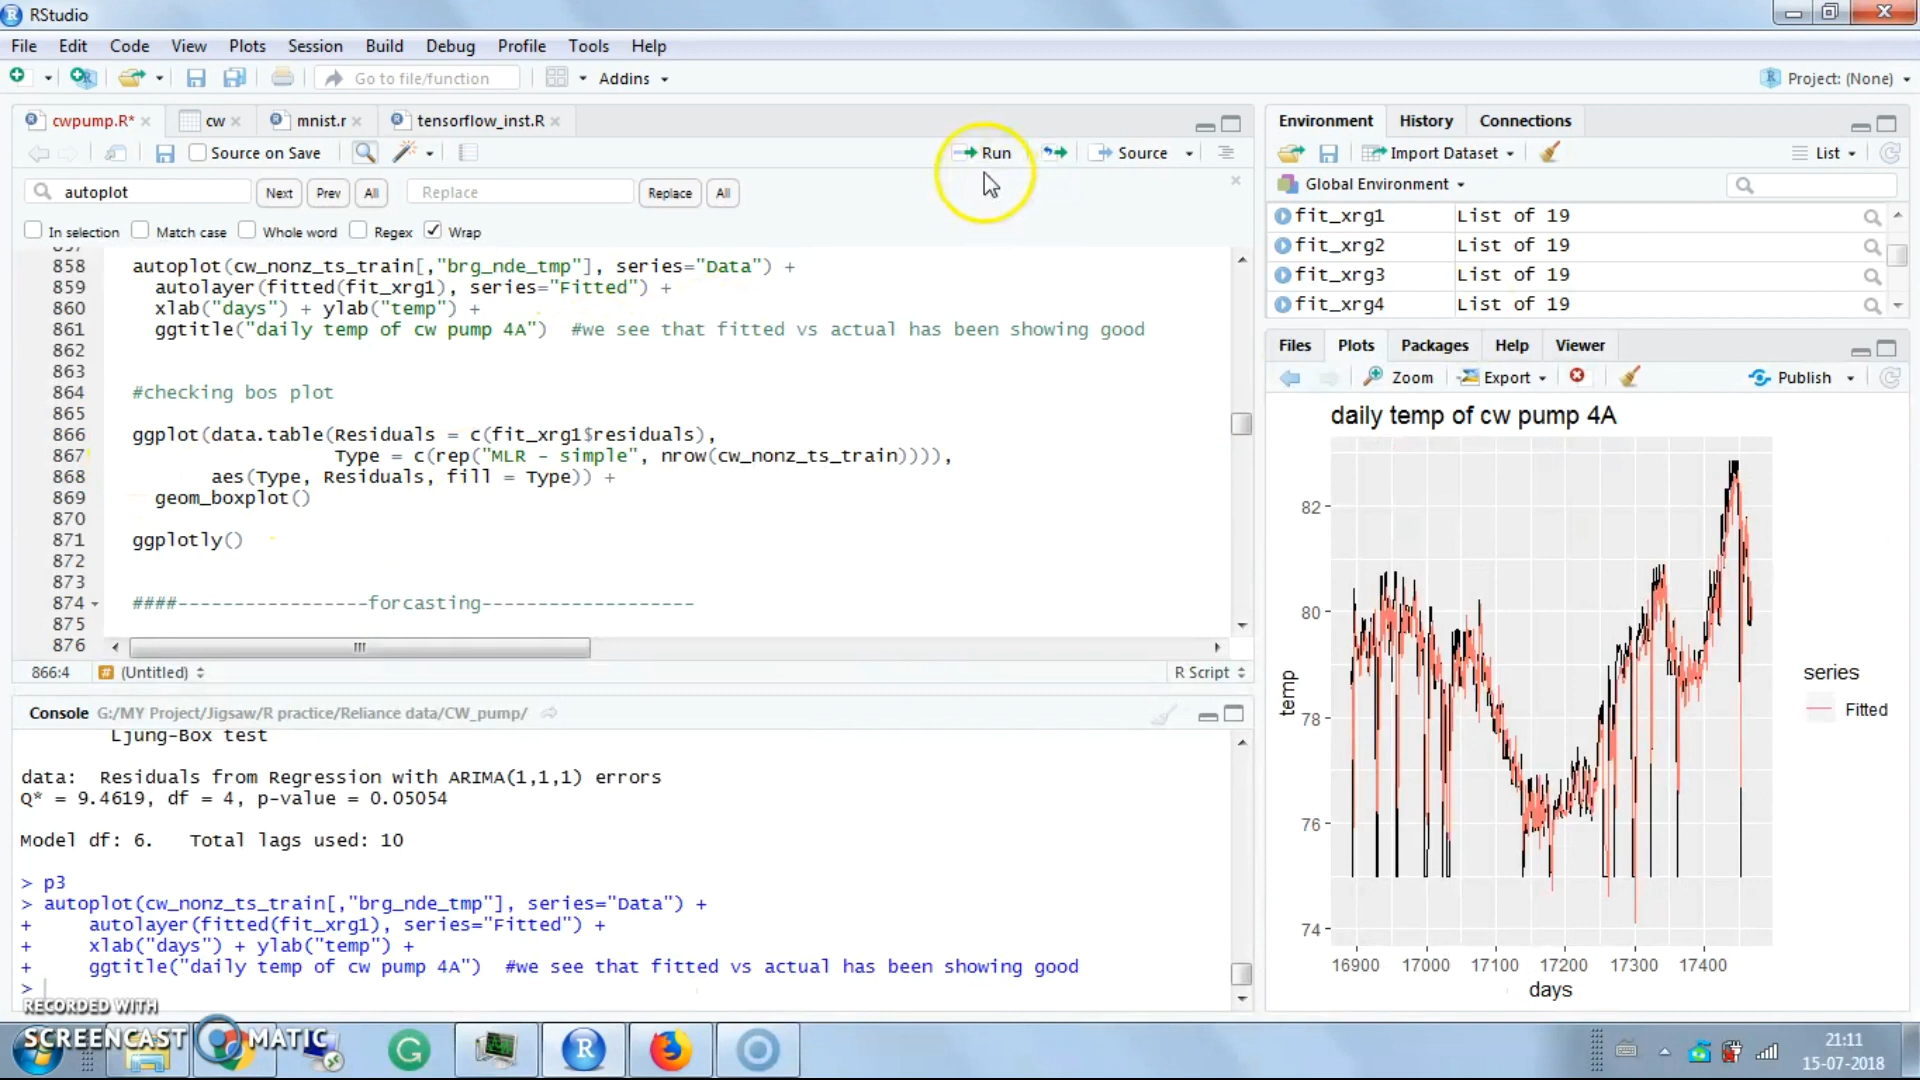 RStudio
File Edit Code View Plots Session Build Debug Profile Tools Help
Go to file/function Addins Project: (None)
cwpump.R* cw mnist.r tensorflow_inst.R
Source on Save Run Source
autoplot Next Prev All Replace Replace All
In selection Match case Whole word Regex Wrap
858 autoplot(cw_nonz_ts_train[,"brg_nde_tmp"], series="Data") +
859 autolayer(fitted(fit_xrg1), series="Fitted") +
860 xlab("days") + ylab("temp") +
861 ggtitle("daily temp of cw pump 4A") #we see that fitted vs actual has been showing good
862
863
864 #checking bos plot
865
866 ggplot(data.table(Residuals = c(fit_xrg1$residuals),
867 Type = c(rep("MLR - simple", nrow(cw_nonz_ts_train)))),
868 aes(Type, Residuals, fill = Type)) +
869 geom_boxplot()
870
871 ggplotly()
872
873
874 ####-----------------forcasting-------------------
875
876
866:4 (Untitled) R Script
Console G:/MY Project/Jigsaw/R practice/Reliance data/CW_pump/
Ljung-Box test
data: Residuals from Regression with ARIMA(1,1,1) errors
Q* = 9.4619, df = 4, p-value = 0.05054
Model df: 6. Total lags used: 10
> p3
> autoplot(cw_nonz_ts_train[,"brg_nde_tmp"], series="Data") +
+ autolayer(fitted(fit_xrg1), series="Fitted") +
+ xlab("days") + ylab("temp") +
+ ggtitle("daily temp of cw pump 4A") #we see that fitted vs actual has been showing good
>
Environment History Connections
Import Dataset List
Global Environment
fit_xrg1 List of 19
fit_xrg2 List of 19
fit_xrg3 List of 19
fit_xrg4 List of 19
Files Plots Packages Help Viewer
Zoom Export Publish
daily temp of cw pump 4A
82
80
78
76
74
temp
16900 17000 17100 17200 17300 17400
days
series
Fitted
RECORDED WITH
SCREENCAST MATIC
21:11
15-07-2018